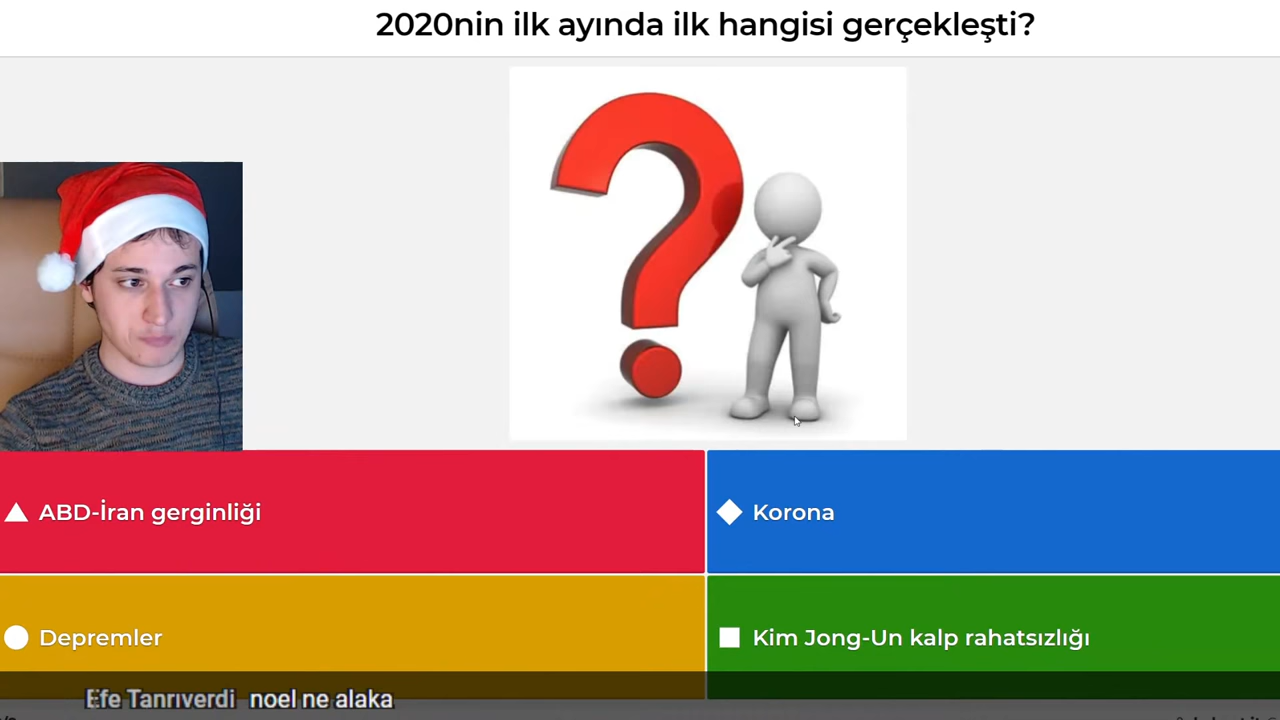 2020nin ilk ayında ilk hangisi gerçekleşti?
ABD-İran gerginliği
Korona
Depremler
Kim Jong-Un kalp rahatsızlığı
Efe Tanrıverdi noel ne alaka